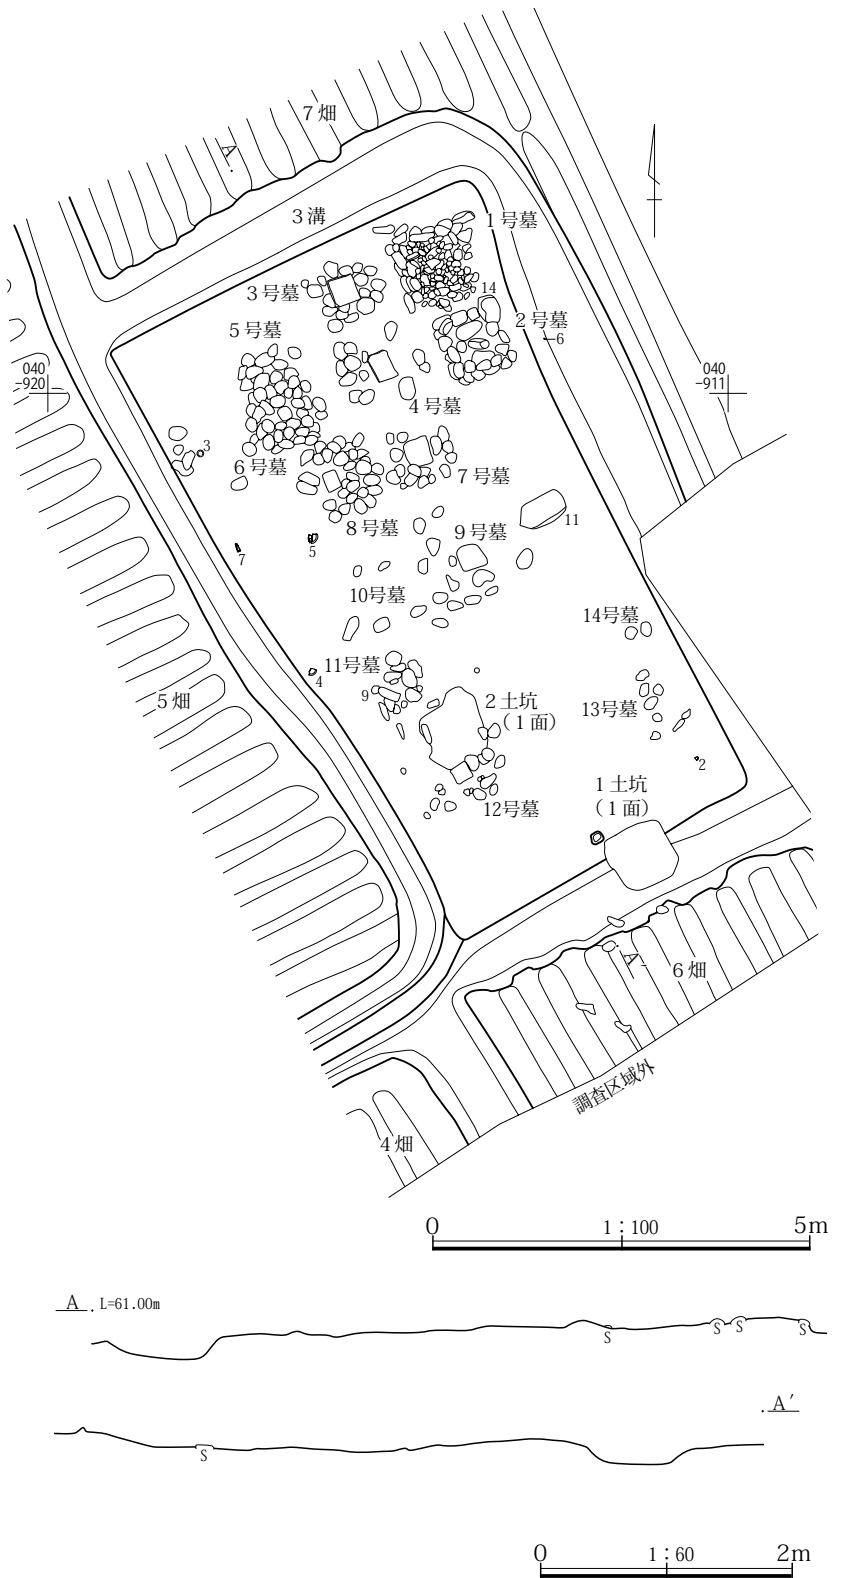 7畑
A
3溝
1号墓
14
3号墓
2号墓
6
5号墓
040
-920
040
-911
4号墓
3
6号墓
7号墓
8号墓
11
9号墓
5
7
10号墓
14号墓
11号墓
4
9
5畑
2土坑
(1面)
13号墓
2
1土坑
(1面)
12号墓
A′
6畑
調査区域外
4畑
0 1:100 5m
A L=61.00m
S
S
S
S
A′
S
0 1:60 2m